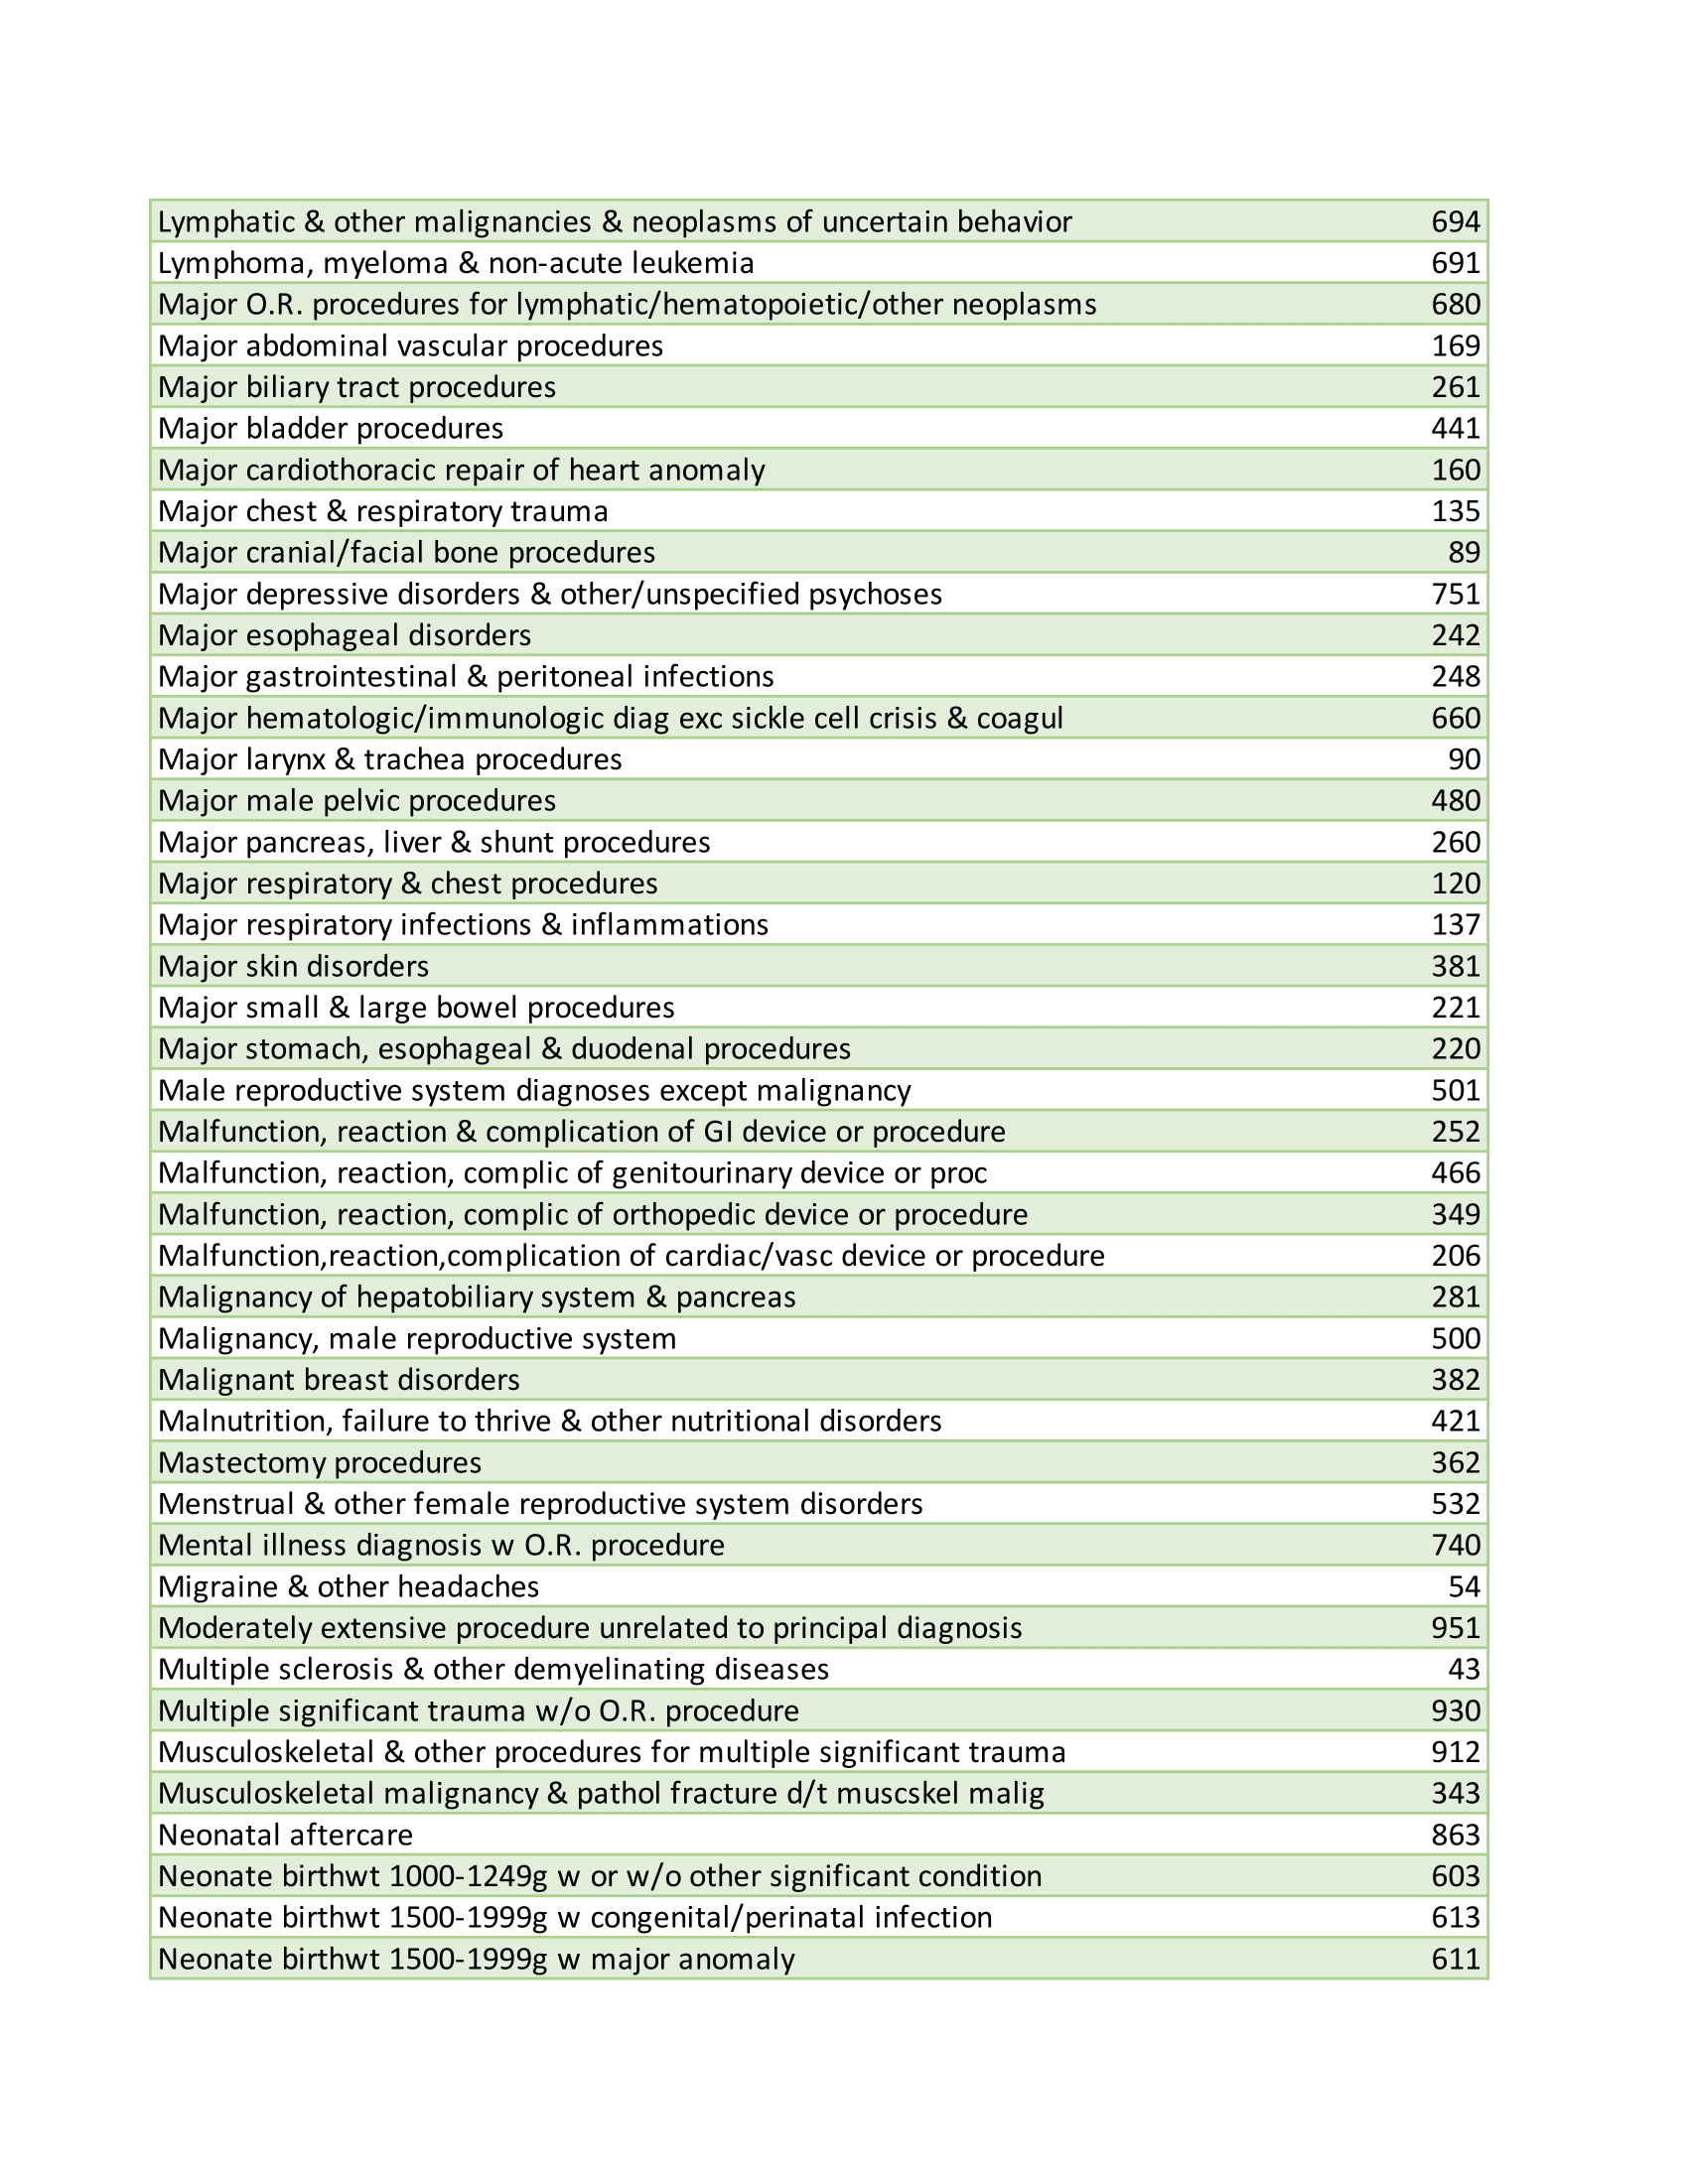 Lymphatic & other malignancies & neoplasms of uncertain behavior 694
Lymphoma, myeloma & non-acute leukemia 691
Major O.R. procedures for lymphatic/hematopoietic/other neoplasms 680
Major abdominal vascular procedures 169
Major biliary tract procedures 261
Major bladder procedures 441
Major cardiothoracic repair of heart anomaly 160
Major chest & respiratory trauma 135
Major cranial/facial bone procedures 89
Major depressive disorders & other/unspecified psychoses 751
Major esophageal disorders 242
Major gastrointestinal & peritoneal infections 248
Major hematologic/immunologic diag exc sickle cell crisis & coagul 660
Major larynx & trachea procedures 90
Major male pelvic procedures 480
Major pancreas, liver & shunt procedures 260
Major respiratory & chest procedures 120
Major respiratory infections & inflammations 137
Major skin disorders 381
Major small & large bowel procedures 221
Major stomach, esophageal & duodenal procedures 220
Male reproductive system diagnoses except malignancy 501
Malfunction, reaction & complication of GI device or procedure 252
Malfunction, reaction, complic of genitourinary device or proc 466
Malfunction, reaction, complic of orthopedic device or procedure 349
Malfunction,reaction,complication of cardiac/vasc device or procedure 206
Malignancy of hepatobiliary system & pancreas 281
Malignancy, male reproductive system 500
Malignant breast disorders 382
Malnutrition, failure to thrive & other nutritional disorders 421
Mastectomy procedures 362
Menstrual & other female reproductive system disorders 532
Mental illness diagnosis w O.R. procedure 740
Migraine & other headaches 54
Moderately extensive procedure unrelated to principal diagnosis 951
Multiple sclerosis & other demyelinating diseases 43
Multiple significant trauma w/o O.R. procedure 930
Musculoskeletal & other procedures for multiple significant trauma 912
Musculoskeletal malignancy & pathol fracture d/t muscskel malig 343
Neonatal aftercare 863
Neonate birthwt 1000-1249g w or w/o other significant condition 603
Neonate birthwt 1500-1999g w congenital/perinatal infection 613
Neonate birthwt 1500-1999g w major anomaly 611